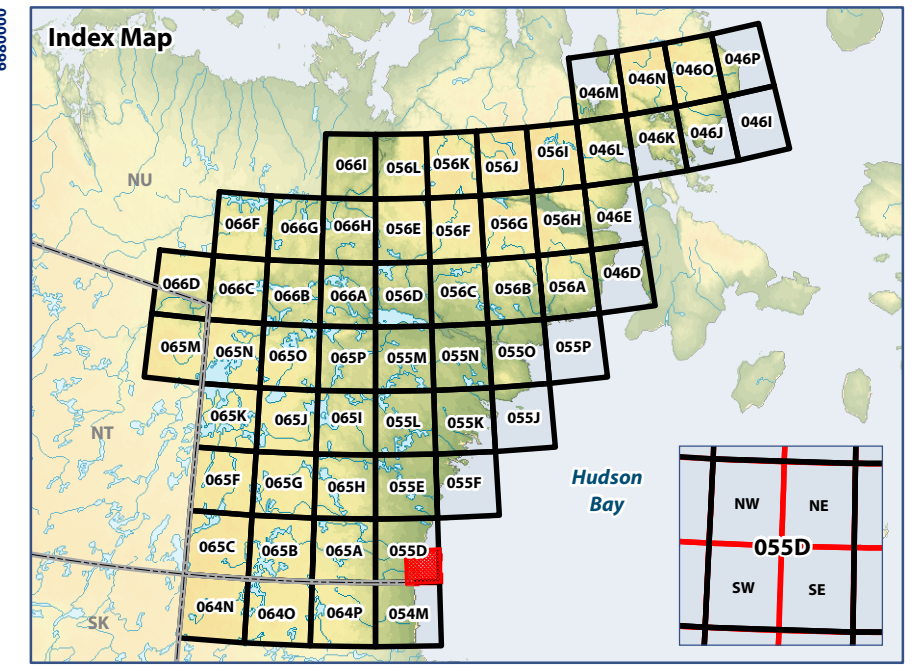 6680000
Index Map
046M 046N 046O 046P
046L 046K 046J 046I
066I 056L 056K 056J 056I
NU
066F 066G 066H 056E 056F 056G 056H 046E
066D 066C 066B 066A 056D 056C 056B 056A 046D
065M 065N 065O 065P 055M 055N 055O 055P
065K 065J 065I 055L 055K 055J
NT
065F 065G 065H 055E 055F
Hudson
Bay
065C 065B 065A 055D
064N 064O 064P 054M
SK
NW NE
055D
SW SE